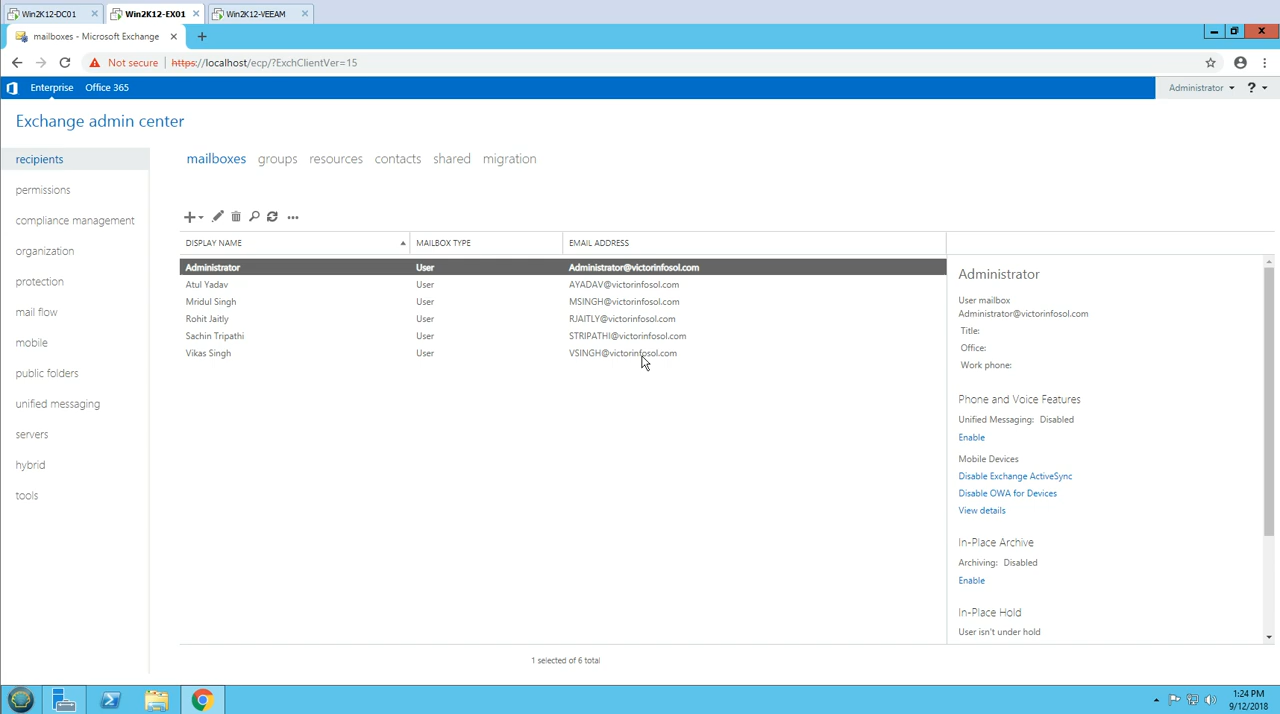 Win2K12-DC01
Win2K12-EX01
Win2K12-VEEAM
mailboxes - Microsoft Exchange
Not secure | https://localhost/ecp/?ExchClientVer=15
Enterprise Office 365 Administrator ?
Exchange admin center
recipients
permissions
compliance management
organization
protection
mail flow
mobile
public folders
unified messaging
servers
hybrid
tools
mailboxes groups resources contacts shared migration
DISPLAY NAME MAILBOX TYPE EMAIL ADDRESS
Administrator User Administrator@victorinfosol.com
Atul Yadav User AYADAV@victorinfosol.com
Mridul Singh User MSINGH@victorinfosol.com
Rohit Jaitly User RJAITLY@victorinfosol.com
Sachin Tripathi User STRIPATHI@victorinfosol.com
Vikas Singh User VSINGH@victorinfosol.com
1 selected of 6 total
Administrator
User mailbox
Administrator@victorinfosol.com
Title:
Office:
Work phone:
Phone and Voice Features
Unified Messaging: Disabled
Enable
Mobile Devices
Disable Exchange ActiveSync
Disable OWA for Devices
View details
In-Place Archive
Archiving: Disabled
Enable
In-Place Hold
User isn't under hold
1:24 PM
9/12/2018